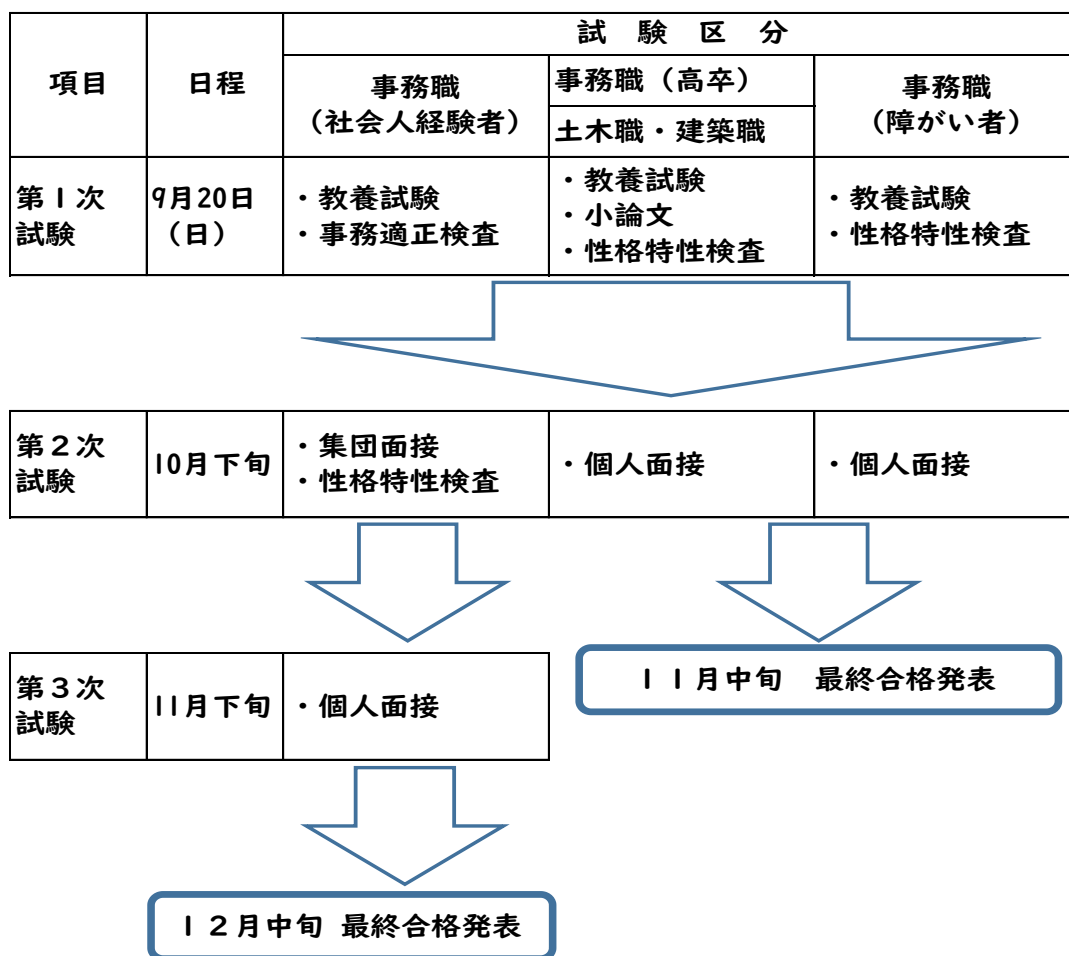 試 験 区 分
項目
日程
事務職
（社会人経験者）
事務職（高卒）
土木職・建築職
事務職
（障がい者）
第１次
試験
9月20日
（日）
・教養試験
・事務適正検査
・教養試験
・小論文
・性格特性検査
・教養試験
・性格特性検査
第２次
試験
10月下旬
・集団面接
・性格特性検査
・個人面接
・個人面接
第３次
試験
11月下旬
・個人面接
１１月中旬　最終合格発表
１２月中旬 最終合格発表